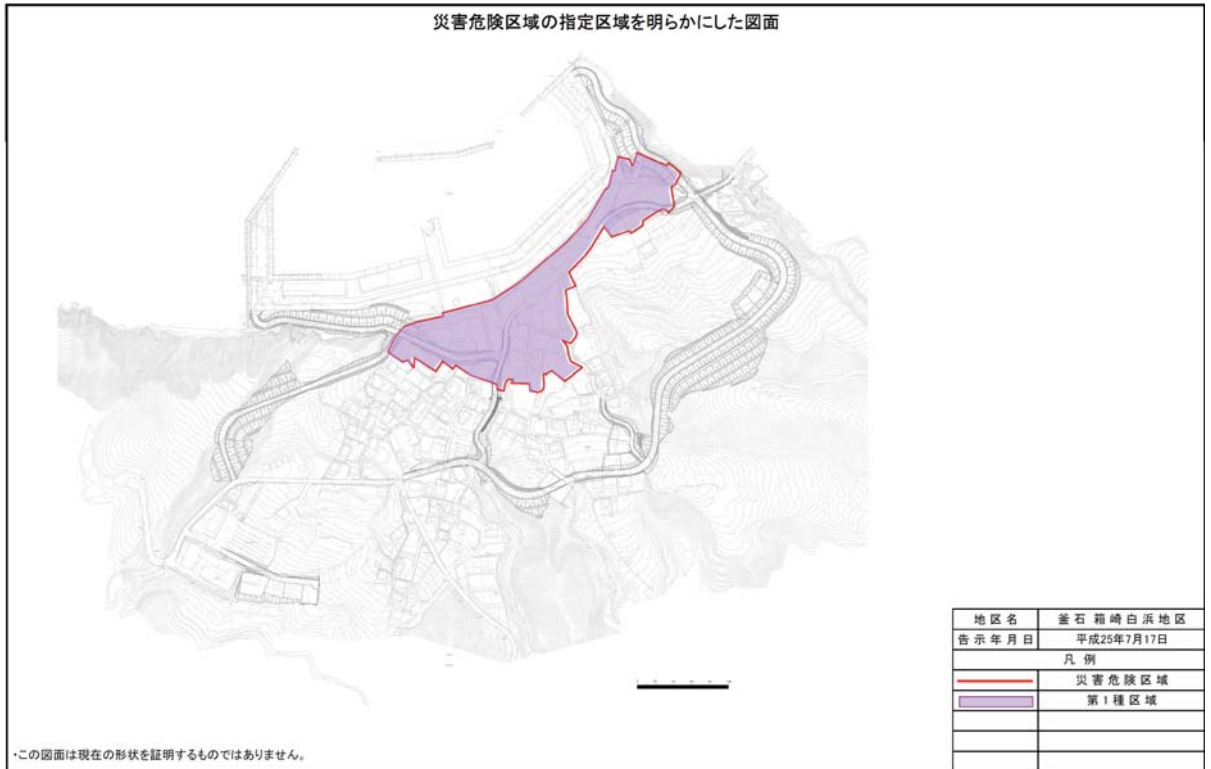 災害危険区域の指定区域を明らかにした図面
地区名 釜石 箱崎白浜地区
告示年月日 平成25年7月17日
凡例
災害危険区域
第1種区域
・この図面は現在の形状を証明するものではありません。